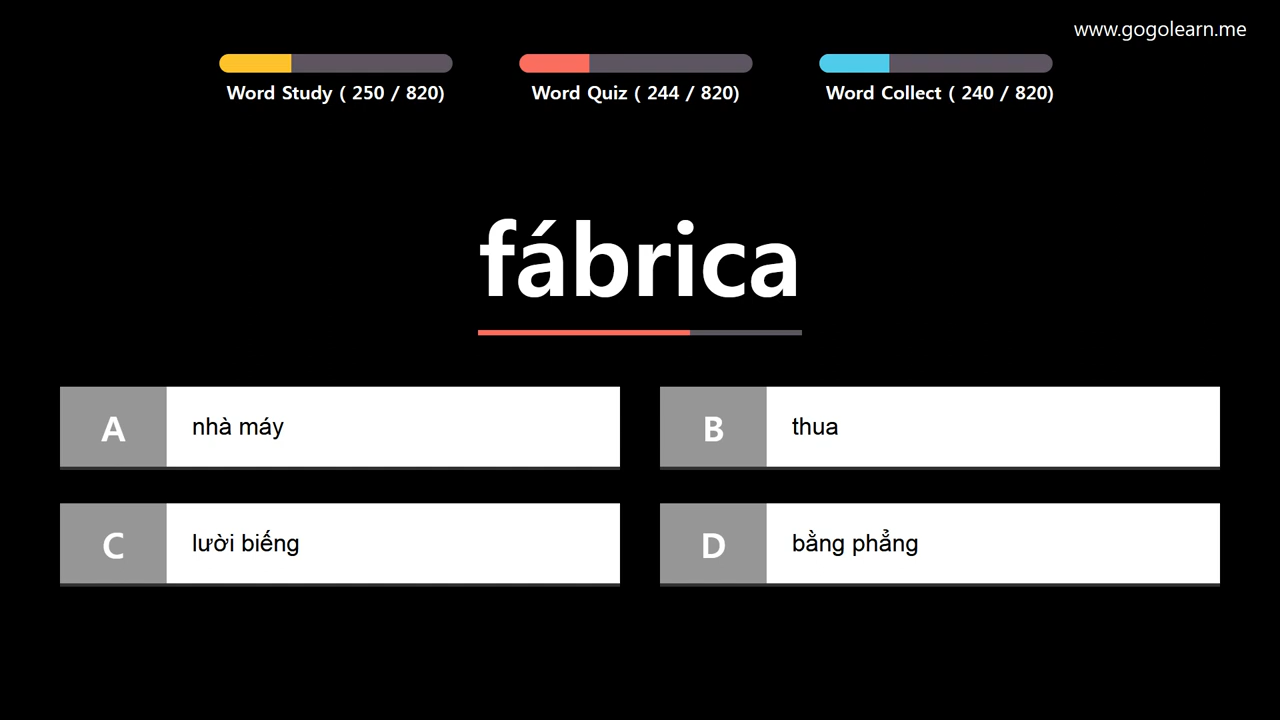 www.gogolearn.me
Word Study ( 250 / 820)
Word Quiz ( 244 / 820)
Word Collect ( 240 / 820)
fábrica
A nhà máy
B thua
C lười biếng
D bằng phẳng